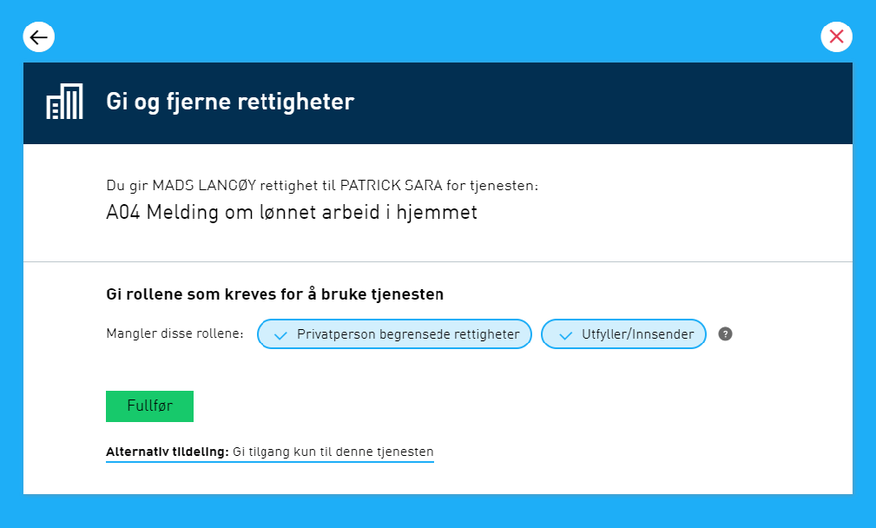 Gi og fjerne rettigheter
Du gir MADS LANGØY rettighet til PATRICK SARA for tjenesten:
A04 Melding om lønnet arbeid i hjemmet
Gi rollene som kreves for å bruke tjenesten
Mangler disse rollene: Privatperson begrensede rettigheter Utfyller/Innsender ?
Fullfør
Alternativ tildeling: Gi tilgang kun til denne tjenesten